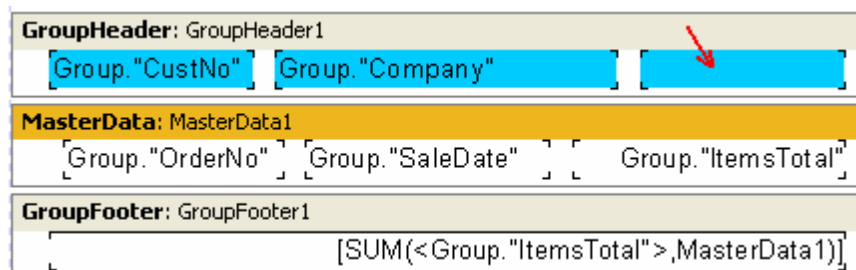 GroupHeader: GroupHeader1
Group."CustNo" Group."Company"
MasterData: MasterData1
Group."OrderNo" Group."SaleDate" Group."ItemsTotal"
GroupFooter: GroupFooter1
[SUM(<Group."ItemsTotal">,MasterData1)]